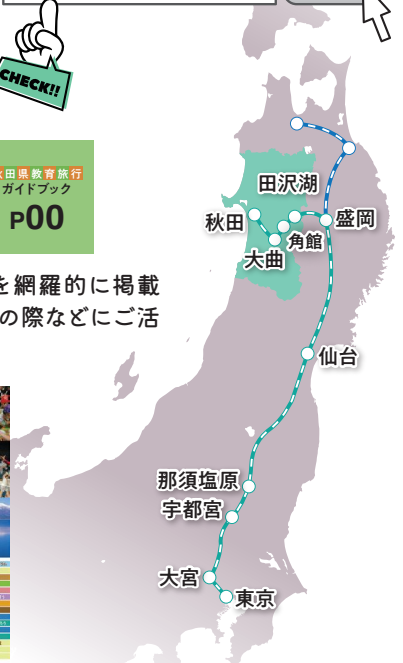 CHECK!!
秋田県教育旅行
ガイドブック
P00
を網羅的に掲載
の際などにご活
田沢湖
秋田
盛岡
角館
大曲
仙台
那須塩原
宇都宮
大宮
東京